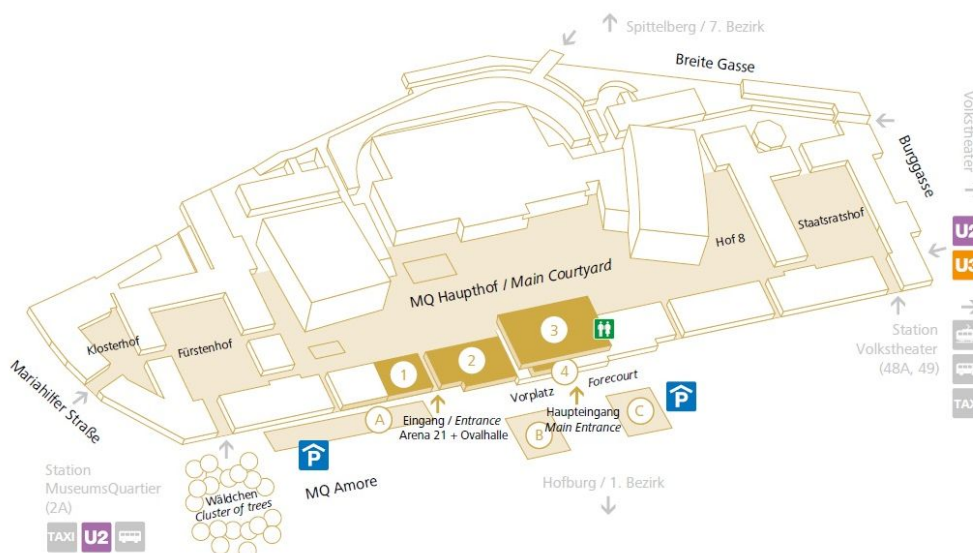 Spittelberg / 7. Bezirk
Breite Gasse
Volkstheater
Burggasse
U2
U3
Staatsratshof
Hof 8
MQ Haupthof / Main Courtyard
Klosterhof
Fürstenhof
Mariahilfer Straße
1
2
3
4
Vorplatz
Forecourt
Station
Volkstheater
(48A, 49)
TAXI
A
Eingang / Entrance
Arena 21 + Ovalhalle
Haupteingang
Main Entrance
B
C
P
P
MQ Amore
Hofburg / 1. Bezirk
Wäldchen
Cluster of trees
Station
MuseumsQuartier
(2A)
TAXI
U2